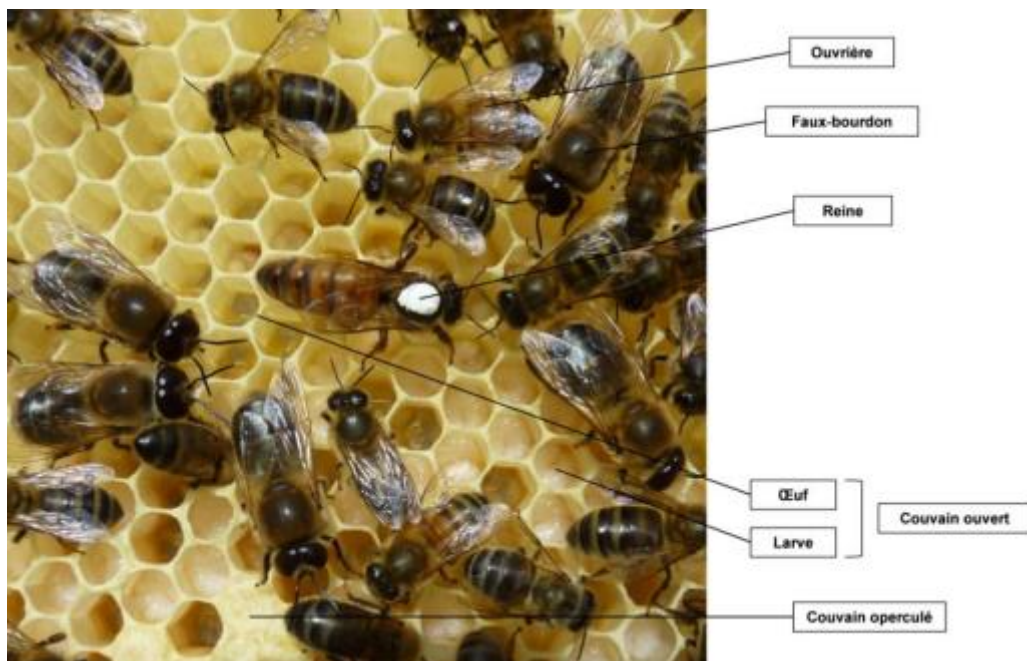 Ouvrière
Faux-bourdon
Reine
Œuf
Couvain ouvert
Larve
Couvain operculé